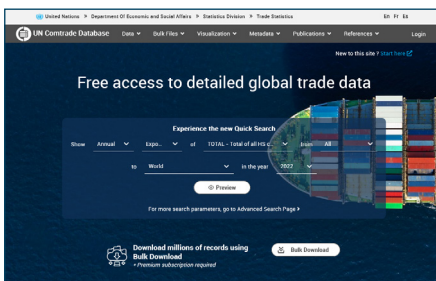 United Nations » Department Of Economic and Social Affairs » Statistics Division » Trade Statistics En Fr Es
UN Comtrade Database Data Bulk Files Visualization Metadata Publications References Login
New to this site ? Start here
Free access to detailed global trade data
Experience the new Quick Search
Show Annual Expo... of TOTAL - Total of all HS c... from All
to World in the year 2022
Preview
For more search parameters, go to Advanced Search Page >
Download millions of records using
Bulk Download
Bulk Download
* Premium subscription required